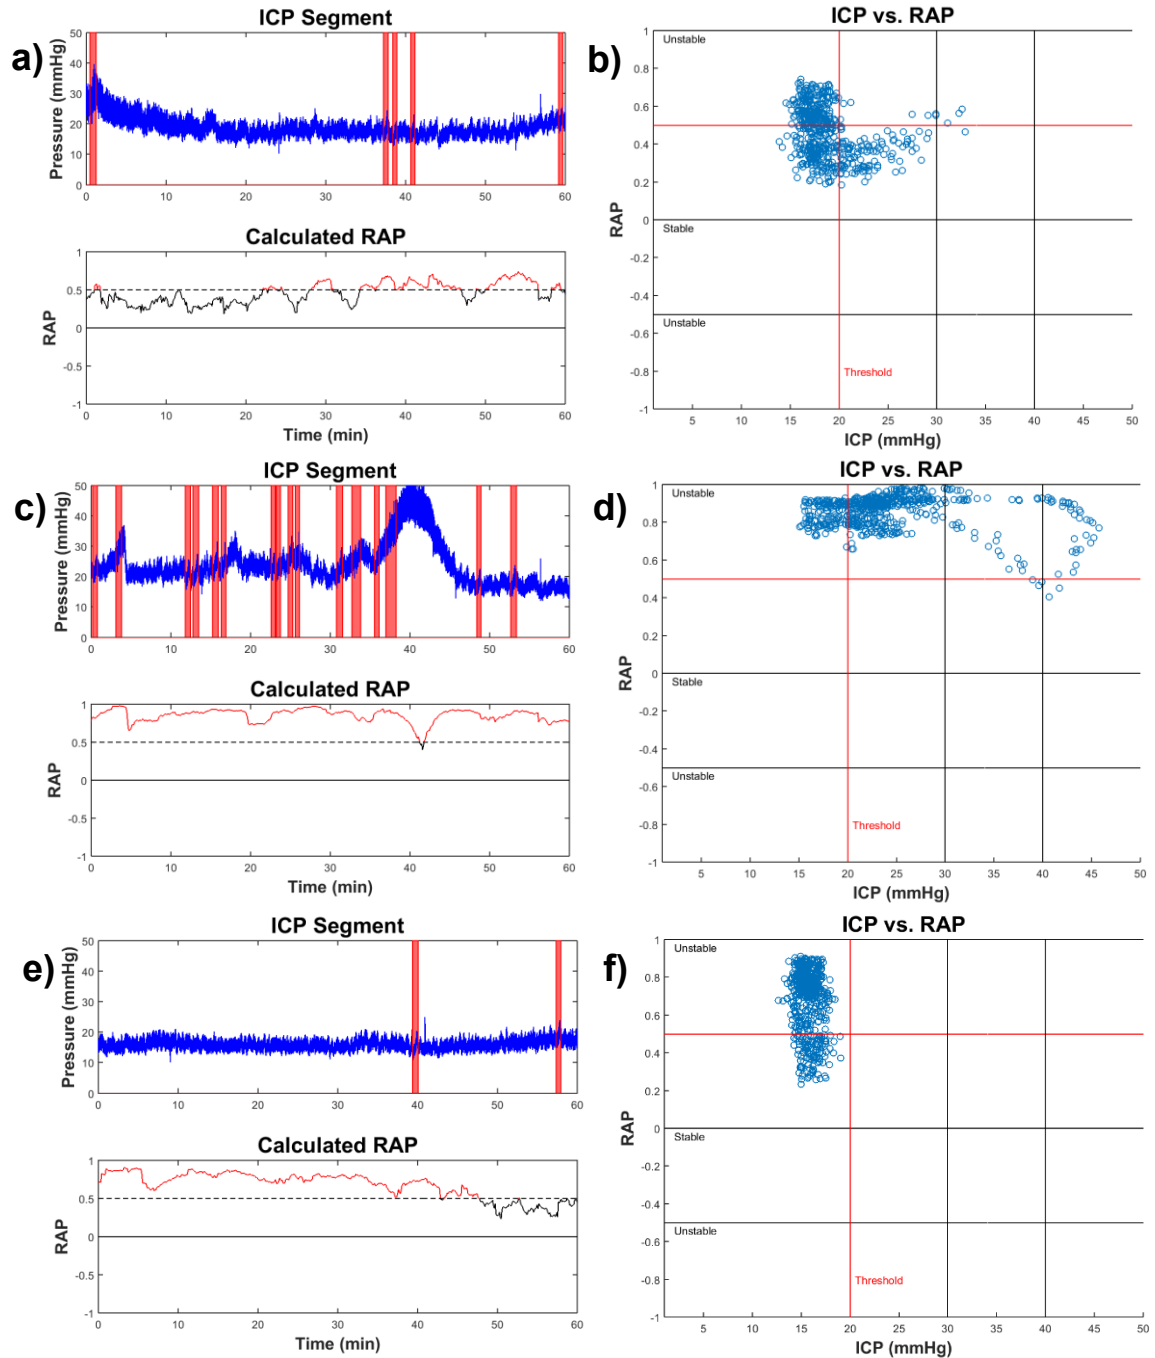 a)
ICP Segment
Pressure (mmHg)
50
40
30
20
10
0
0 10 20 30 40 50 60
Calculated RAP
RAP
1
0.5
0
-0.5
-1
0 10 20 30 40 50 60
Time (min)
b)
ICP vs. RAP
RAP
1
0.8
0.6
0.4
0.2
0
-0.2
-0.4
-0.6
-0.8
-1
Unstable
Stable
Unstable
Threshold
5 10 15 20 25 30 35 40 45 50
ICP (mmHg)
c)
ICP Segment
Pressure (mmHg)
50
40
30
20
10
0
0 10 20 30 40 50 60
Calculated RAP
RAP
1
0.5
0
-0.5
-1
0 10 20 30 40 50 60
Time (min)
d)
ICP vs. RAP
RAP
1
0.8
0.6
0.4
0.2
0
-0.2
-0.4
-0.6
-0.8
-1
Unstable
Stable
Unstable
Threshold
5 10 15 20 25 30 35 40 45 50
ICP (mmHg)
e)
ICP Segment
Pressure (mmHg)
50
40
30
20
10
0
0 10 20 30 40 50 60
Calculated RAP
RAP
1
0.5
0
-0.5
-1
0 10 20 30 40 50 60
Time (min)
f)
ICP vs. RAP
RAP
1
0.8
0.6
0.4
0.2
0
-0.2
-0.4
-0.6
-0.8
-1
Unstable
Stable
Unstable
Threshold
5 10 15 20 25 30 35 40 45 50
ICP (mmHg)